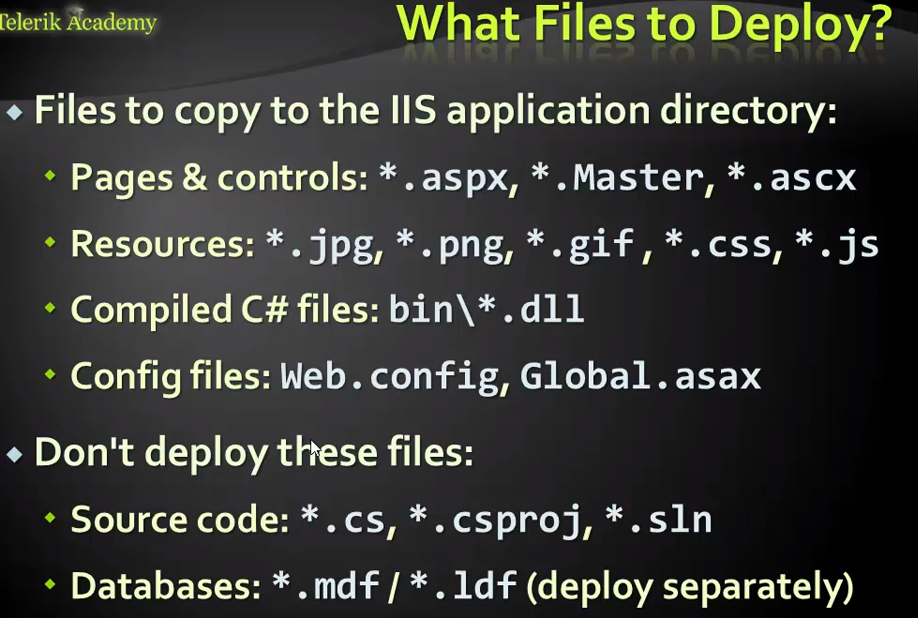 Telerik Academy
What Files to Deploy?
Files to copy to the IIS application directory:
Pages & controls: *.aspx, *.Master, *.ascx
Resources: *.jpg, *.png, *.gif, *.css, *.js
Compiled C# files: bin\*.dll
Config files: Web.config, Global.asax
Don't deploy these files:
Source code: *.cs, *.csproj, *.sln
Databases: *.mdf / *.ldf (deploy separately)